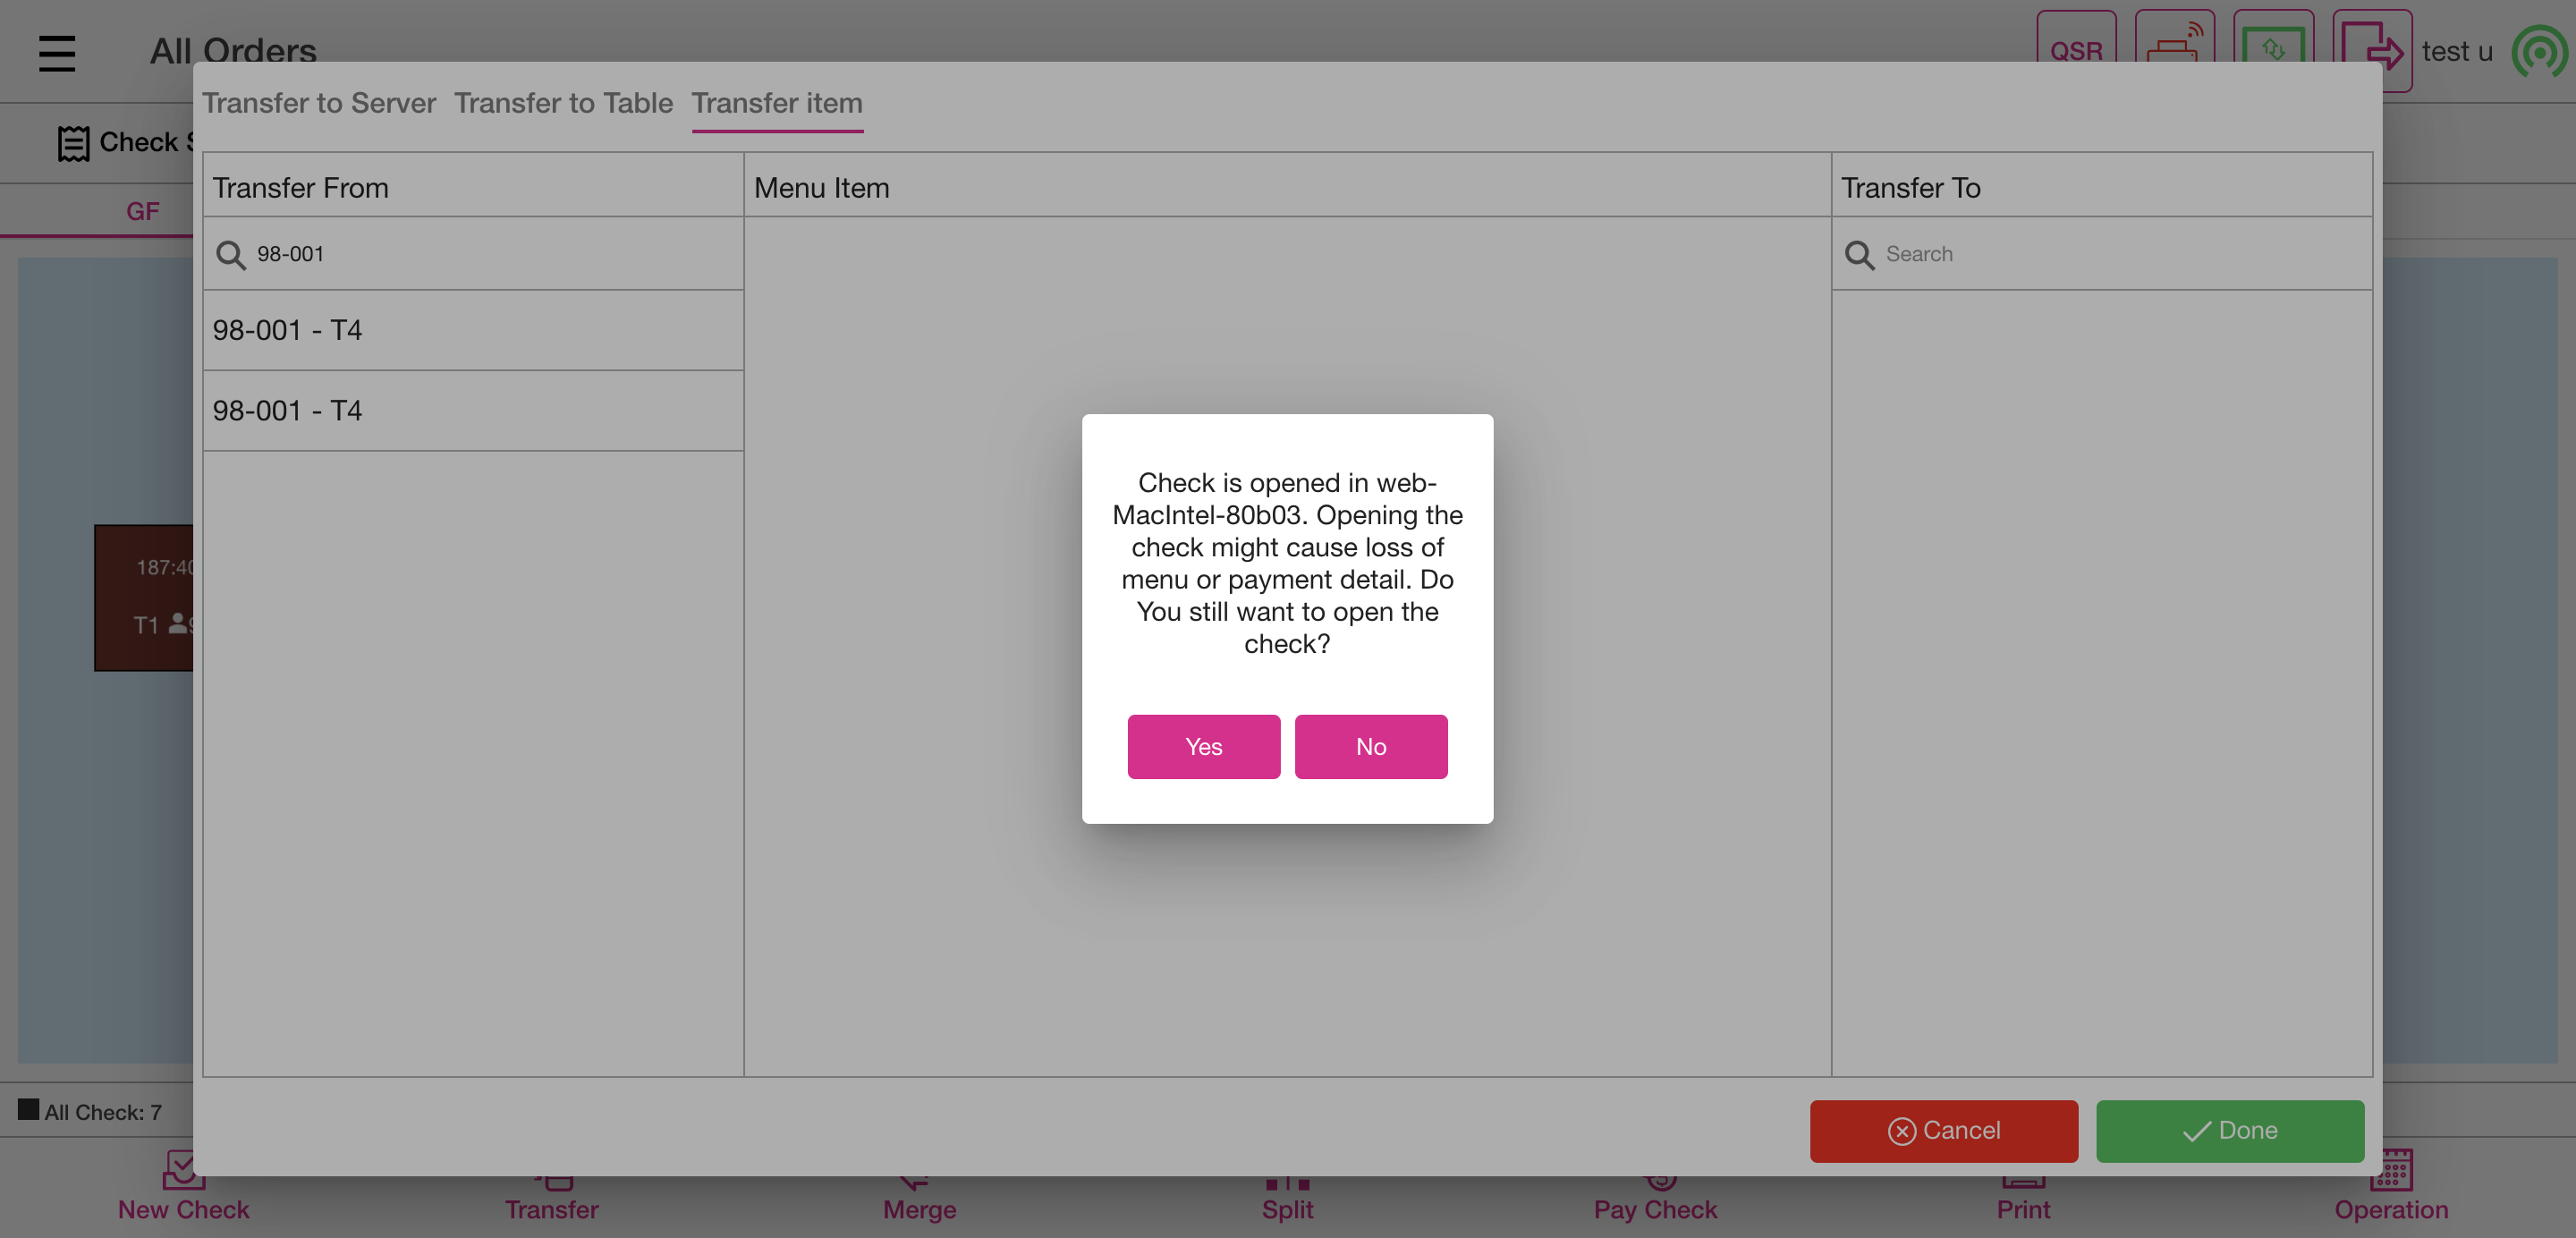 All Orders
QSR
test u
Transfer to Server
Transfer to Table
Transfer item
Check
GF
Transfer From
Menu Item
Transfer To
98-001
Search
98-001 - T4
98-001 - T4
Check is opened in web-
MacIntel-80b03. Opening the
check might cause loss of
menu or payment detail. Do
You still want to open the
check?
Yes
No
187:40
T1
All Check: 7
Cancel
Done
New Check
Transfer
Merge
Split
Pay Check
Print
Operation